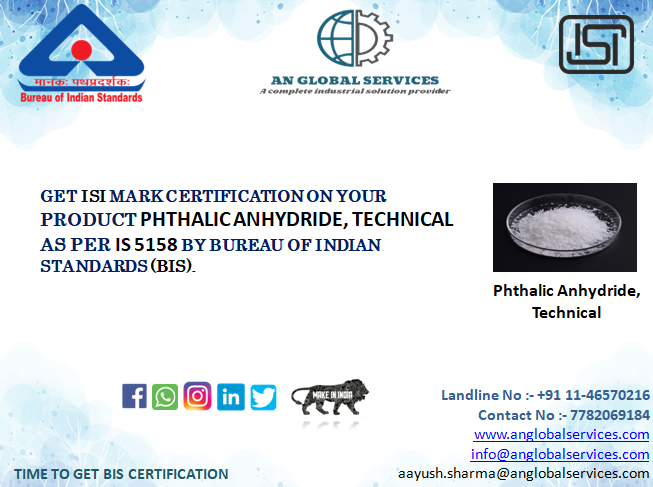 मानकः पथप्रदर्शकः
Bureau of Indian Standards
AN GLOBAL SERVICES
A complete industrial solution provider
ISI
GET ISI MARK CERTIFICATION ON YOUR
PRODUCT PHTHALIC ANHYDRIDE, TECHNICAL
AS PER IS 5158 BY BUREAU OF INDIAN
STANDARDS (BIS).
Phthalic Anhydride,
Technical
MAKE IN INDIA
Landline No :- +91 11-46570216
Contact No :- 7782069184
www.anglobalservices.com
info@anglobalservices.com
TIME TO GET BIS CERTIFICATION
aayush.sharma@anglobalservices.com